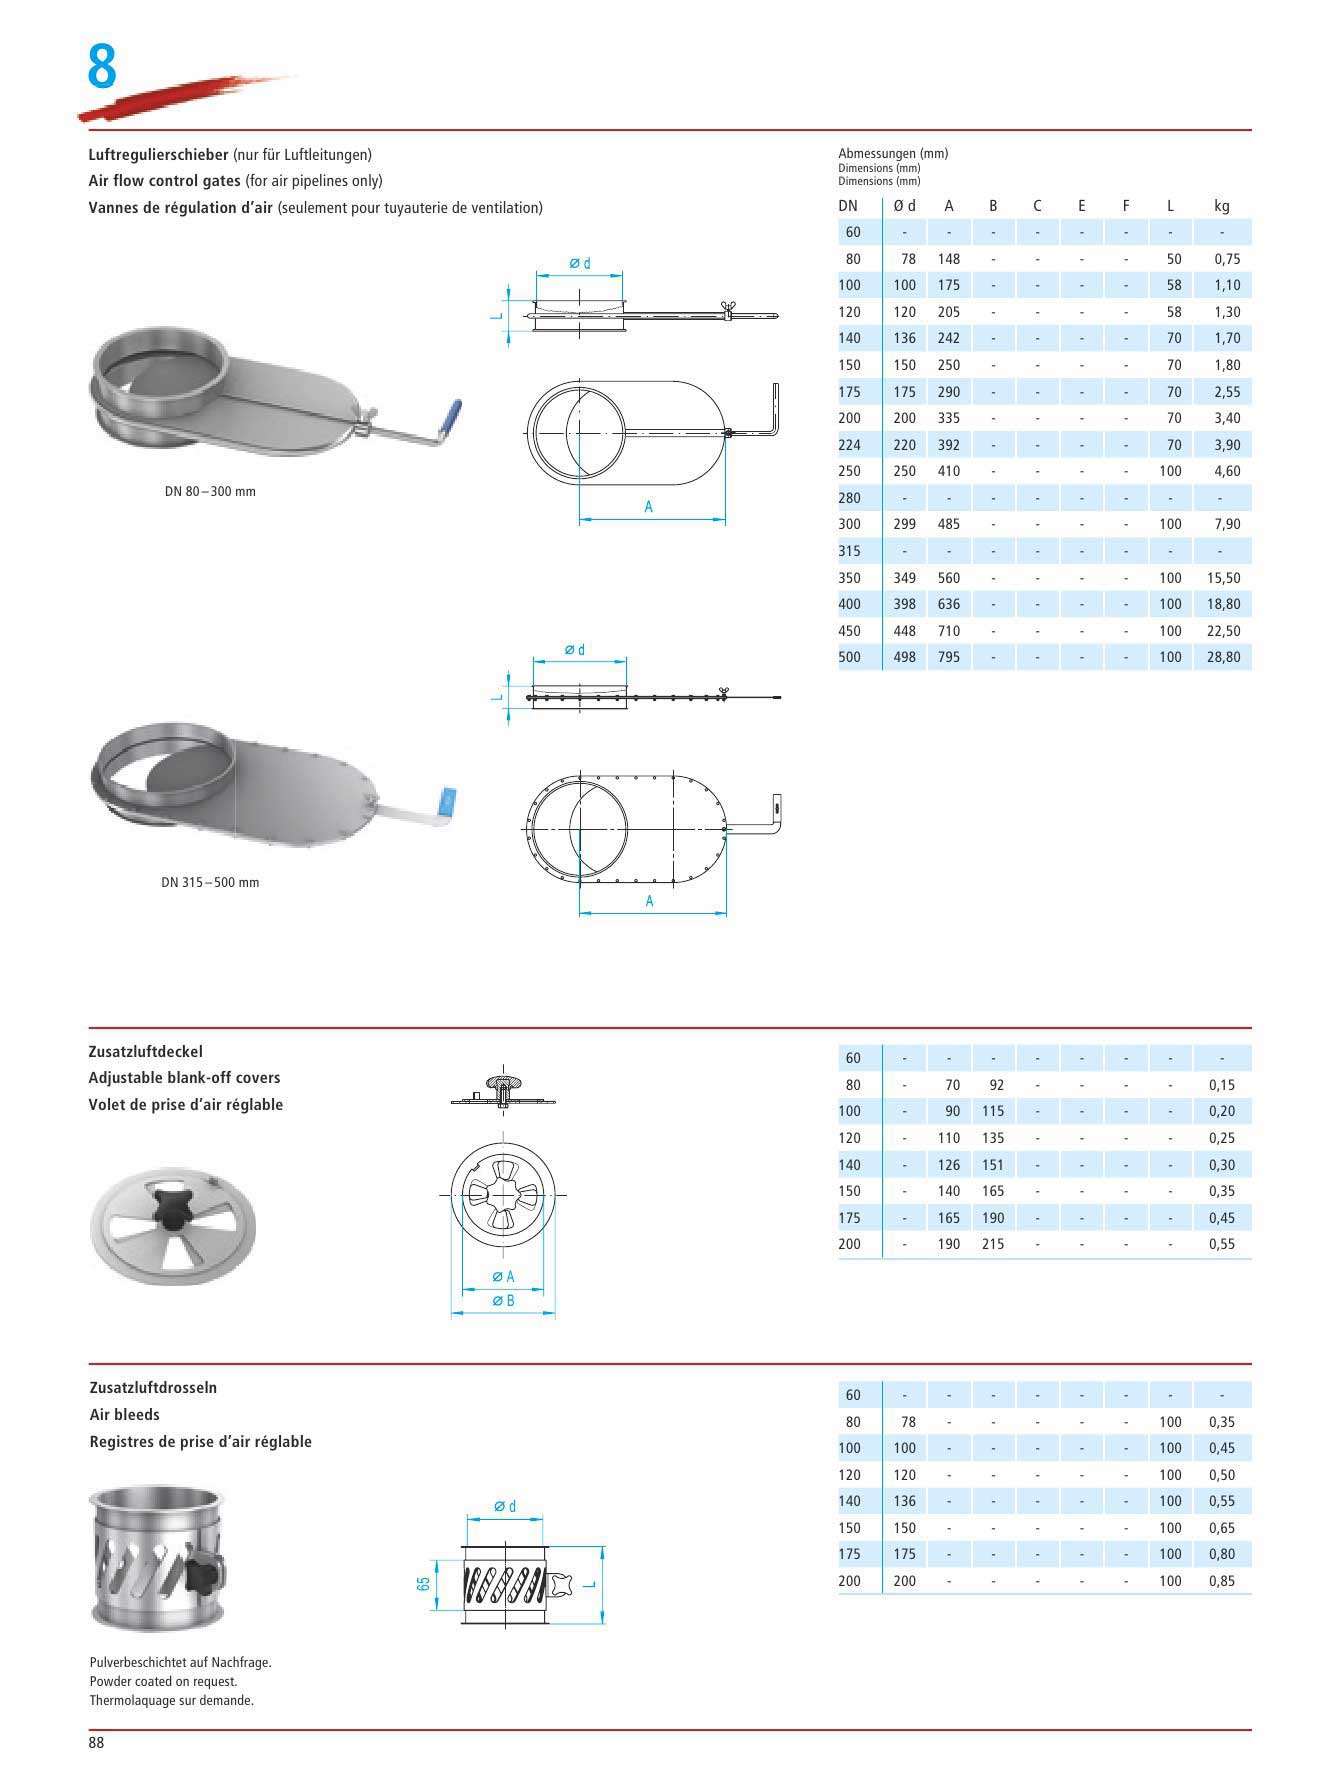 8
Luftregulierschieber (nur für Luftleitungen)
Air flow control gates (for air pipelines only)
Vannes de régulation d’air (seulement pour tuyauterie de ventilation)
Abmessungen (mm)
Dimensions (mm)
Dimensions (mm)
DN Ø d A B C E F L kg
60 - - - - - - - -
80 78 148 - - - - 50 0,75
100 100 175 - - - - 58 1,10
120 120 205 - - - - 58 1,30
140 136 242 - - - - 70 1,70
150 150 250 - - - - 70 1,80
175 175 290 - - - - 70 2,55
200 200 335 - - - - 70 3,40
224 220 392 - - - - 70 3,90
250 250 410 - - - - 100 4,60
280 - - - - - - - -
300 299 485 - - - - 100 7,90
315 - - - - - - - -
350 349 560 - - - - 100 15,50
400 398 636 - - - - 100 18,80
450 448 710 - - - - 100 22,50
500 498 795 - - - - 100 28,80
Ø d
L
A
DN 80–300 mm
Ø d
L
A
DN 315–500 mm
Zusatzluftdeckel
Adjustable blank-off covers
Volet de prise d’air réglable
Ø A
Ø B
60 - - - - - - - -
80 - 70 92 - - - - 0,15
100 - 90 115 - - - - 0,20
120 - 110 135 - - - - 0,25
140 - 126 151 - - - - 0,30
150 - 140 165 - - - - 0,35
175 - 165 190 - - - - 0,45
200 - 190 215 - - - - 0,55
Zusatzluftdrosseln
Air bleeds
Registres de prise d’air réglable
Ø d
65
L
60 - - - - - - - -
80 78 - - - - - 100 0,35
100 100 - - - - - 100 0,45
120 120 - - - - - 100 0,50
140 136 - - - - - 100 0,55
150 150 - - - - - 100 0,65
175 175 - - - - - 100 0,80
200 200 - - - - - 100 0,85
Pulverbeschichtet auf Nachfrage.
Powder coated on request.
Thermolaquage sur demande.
88